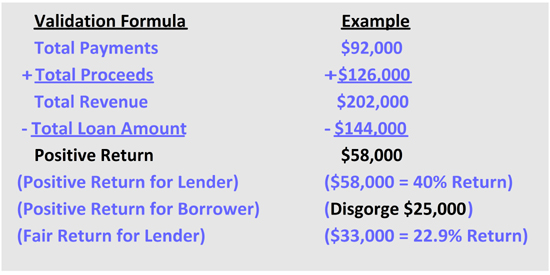 Validation Formula Example
Total Payments $92,000
+ Total Proceeds +$126,000
Total Revenue $202,000
- Total Loan Amount - $144,000
Positive Return $58,000
(Positive Return for Lender) ($58,000 = 40% Return)
(Positive Return for Borrower) (Disgorge $25,000)
(Fair Return for Lender) ($33,000 = 22.9% Return)